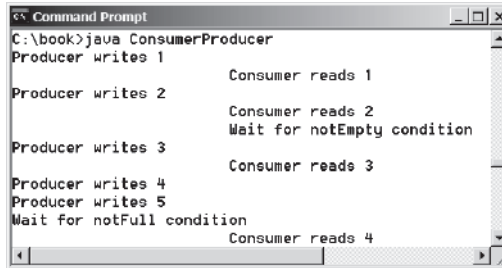 Command Prompt
C:\book>java ConsumerProducer
Producer writes 1
Consumer reads 1
Producer writes 2
Consumer reads 2
Wait for notEmpty condition
Producer writes 3
Consumer reads 3
Producer writes 4
Producer writes 5
Wait for notFull condition
Consumer reads 4